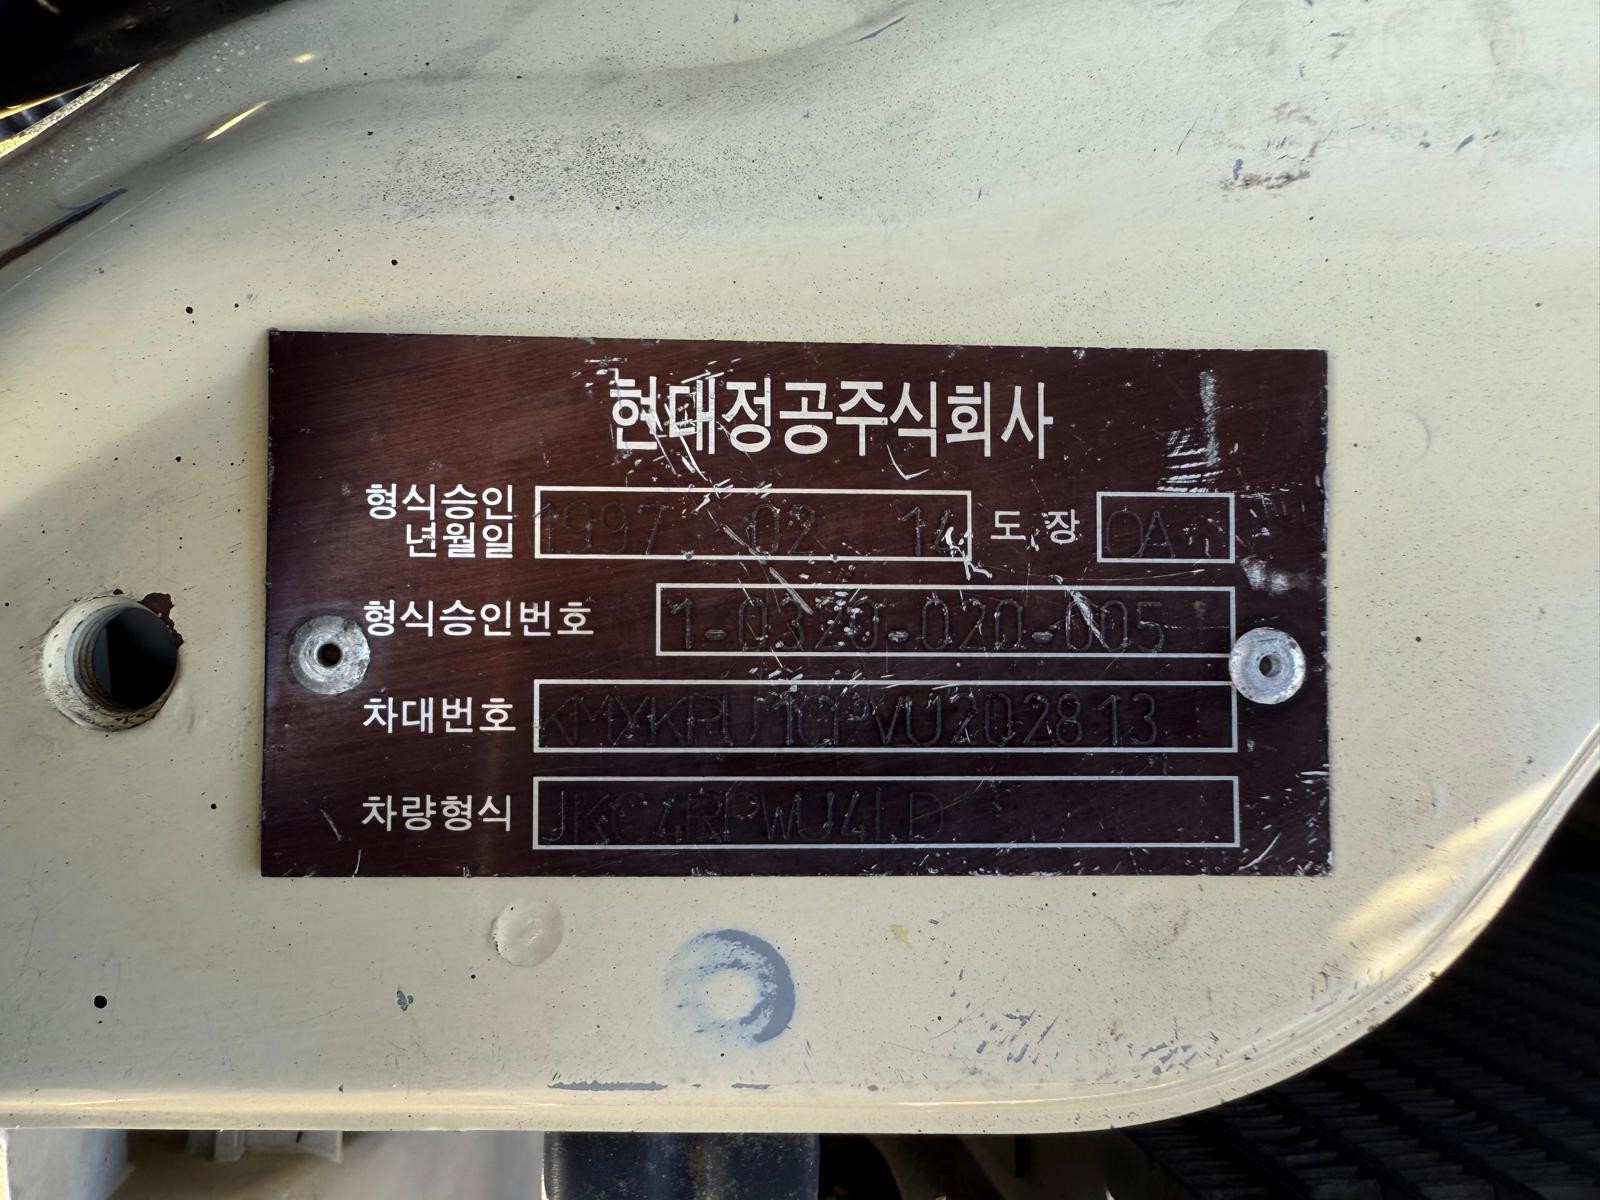 현대정공주식회사
형식승인
년월일 1997. 02. 14 도장 OA
형식승인번호 1-0320-020-005
차대번호 KMXKPU1CPVU202813
차량형식 JKC4RPWU4LD